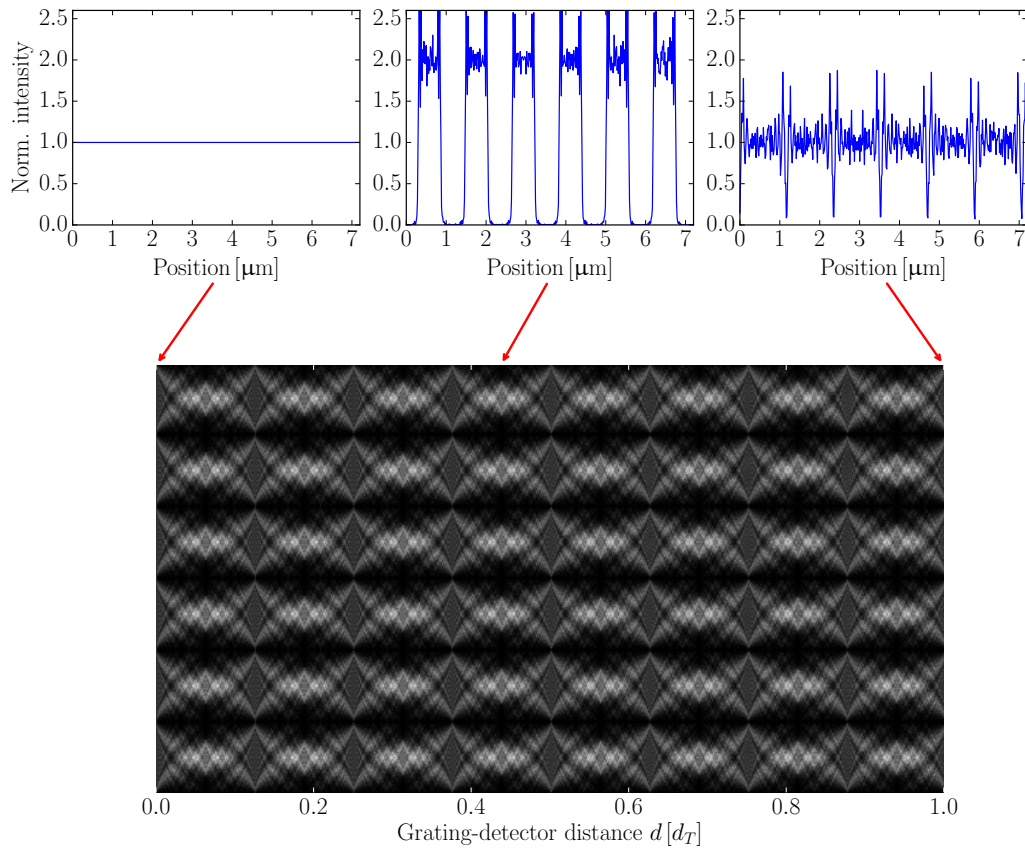 Norm. intensity
2.5
2.0
1.5
1.0
0.5
0.0
0 1 2 3 4 5 6 7
Position [μm]
2.5
2.0
1.5
1.0
0.5
0.0
0 1 2 3 4 5 6 7
Position [μm]
2.5
2.0
1.5
1.0
0.5
0.0
0 1 2 3 4 5 6 7
Position [μm]
0.0 0.2 0.4 0.6 0.8 1.0
Grating-detector distance d [d_T]